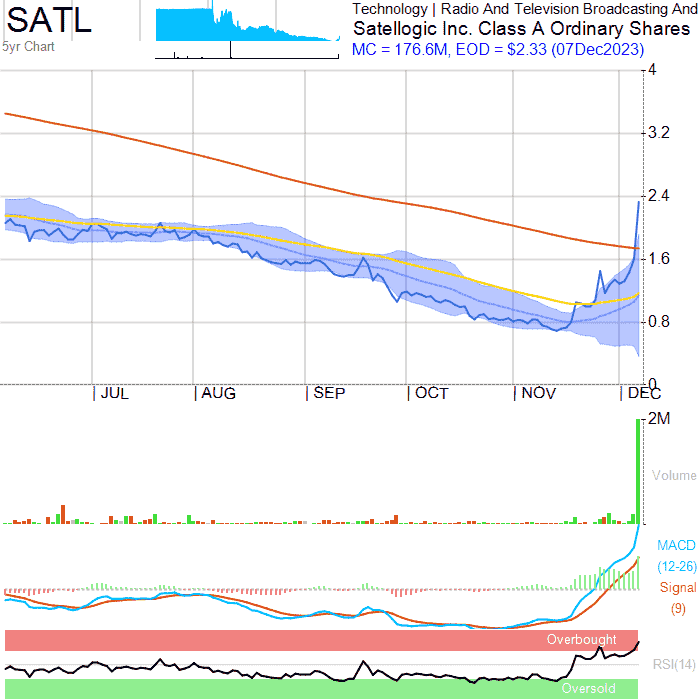 SATL
5yr Chart
Technology | Radio And Television Broadcasting And
Satellogic Inc. Class A Ordinary Shares
MC = 176.6M, EOD = $2.33 (07Dec2023)
4
3.2
2.4
1.6
0.8
0
JUL AUG SEP OCT NOV DEC
2M
Volume
MACD
(12-26)
Signal
(9)
Overbought
RSI(14)
Oversold